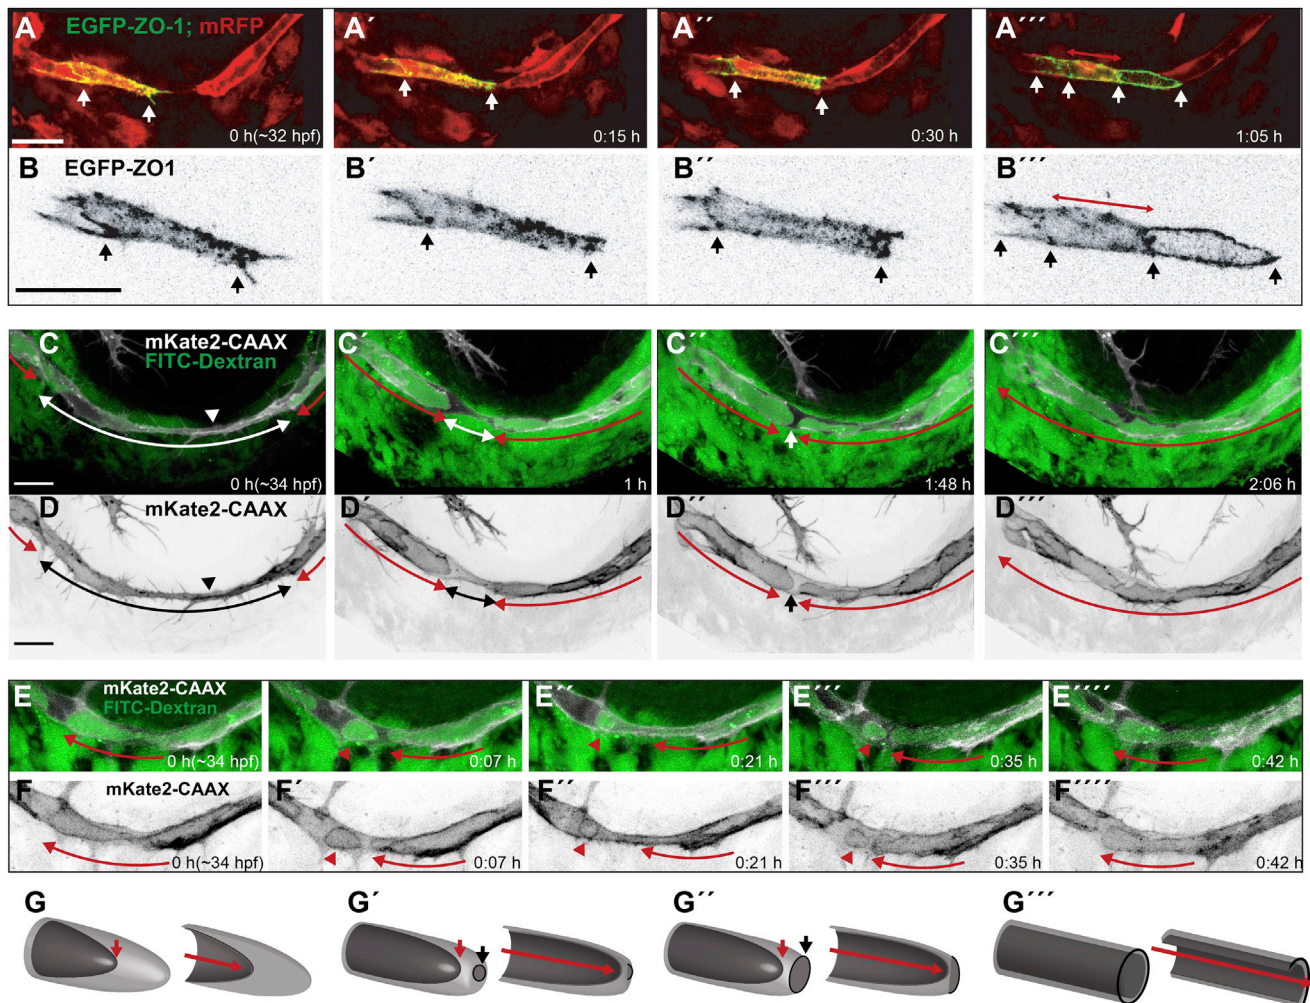 A EGFP-ZO-1; mRFP
0 h(~32 hpf)
A´
0:15 h
A´´
0:30 h
A´´´
1:05 h
B EGFP-ZO1
B´
B´´
B´´´
C mKate2-CAAX
FITC-Dextran
0 h(~34 hpf)
C´
1 h
C´´
1:48 h
C´´´
2:06 h
D mKate2-CAAX
D´
D´´
D´´´
E mKate2-CAAX
FITC-Dextran
0 h(~34 hpf)
E´
0:07 h
E´´
0:21 h
E´´´
0:35 h
E´´´´
0:42 h
F mKate2-CAAX
0 h(~34 hpf)
F´
0:07 h
F´´
0:21 h
F´´´
0:35 h
F´´´´
0:42 h
G
G´
G´´
G´´´